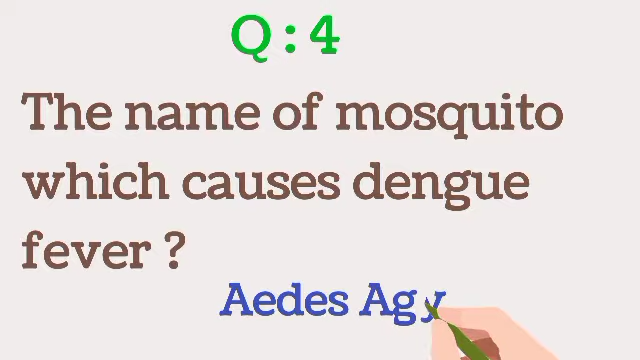 Q : 4
The name of mosquito
which causes dengue
fever ?
Aedes Agy